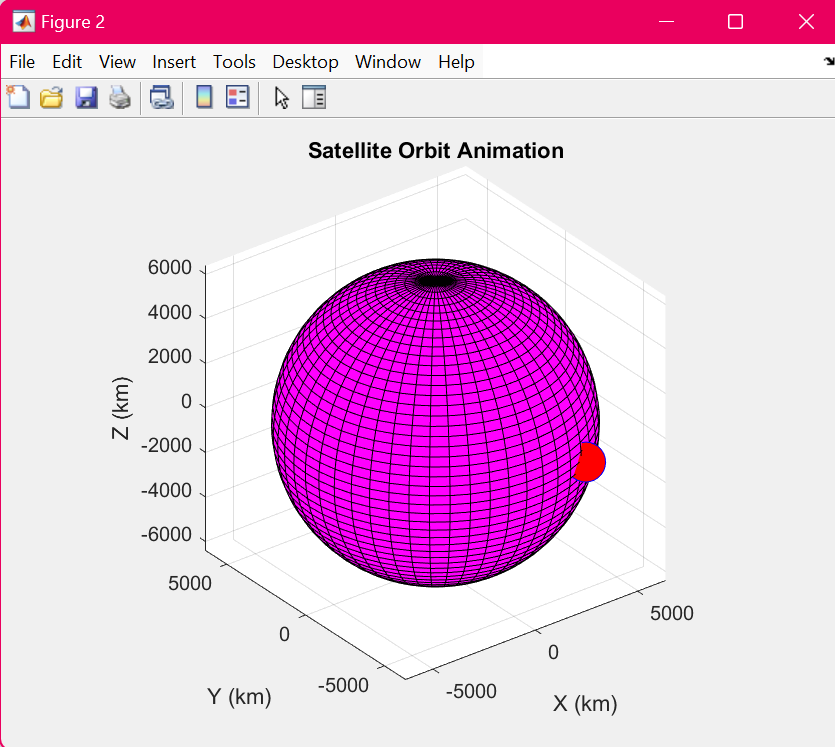 Figure 2
File Edit View Insert Tools Desktop Window Help
Satellite Orbit Animation
6000
4000
2000
0
-2000
-4000
-6000
Z (km)
5000
0
-5000
Y (km)
-5000
0
5000
X (km)